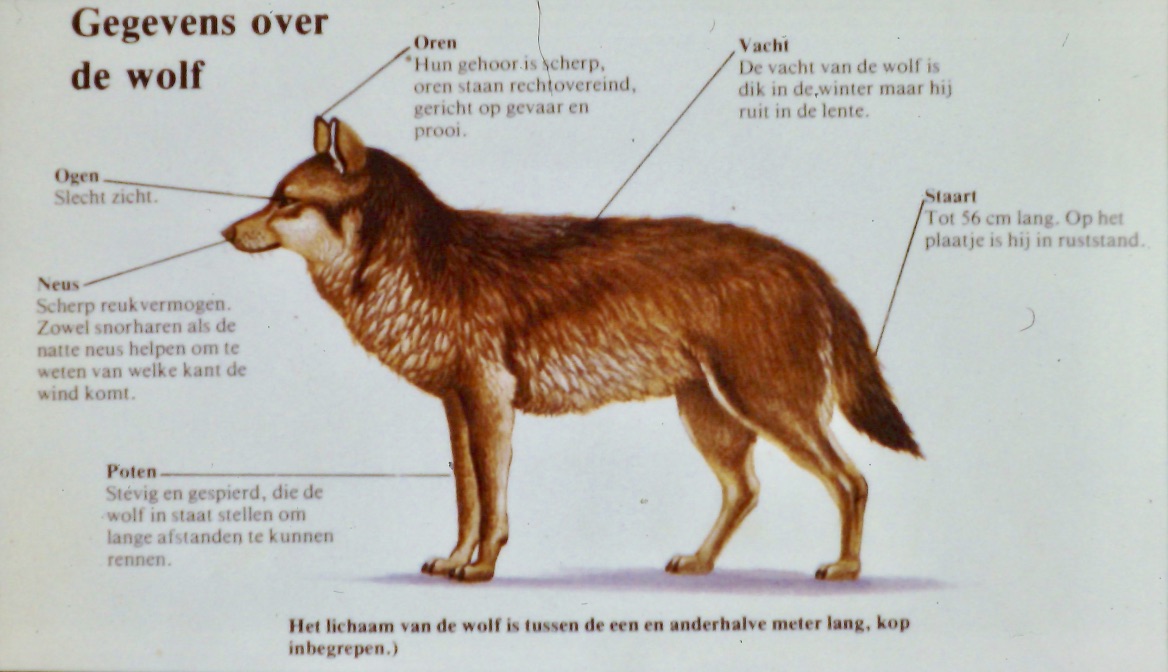 Gegevens over
de wolf
Oren
Hun gehoor is scherp,
oren staan rechtovereind,
gericht op gevaar en
prooi.
Vacht
De vacht van de wolf is
dik in de winter maar hij
ruit in de lente.
Ogen
Slecht zicht.
Staart
Tot 56 cm lang. Op het
plaatje is hij in ruststand.
Neus
Scherp reukvermogen.
Zowel snorharen als de
natte neus helpen om te
weten van welke kant de
wind komt.
Poten
Stevig en gespierd, die de
wolf in staat stellen om
lange afstanden te kunnen
rennen.
Het lichaam van de wolf is tussen de een en anderhalve meter lang, kop
inbegrepen.)